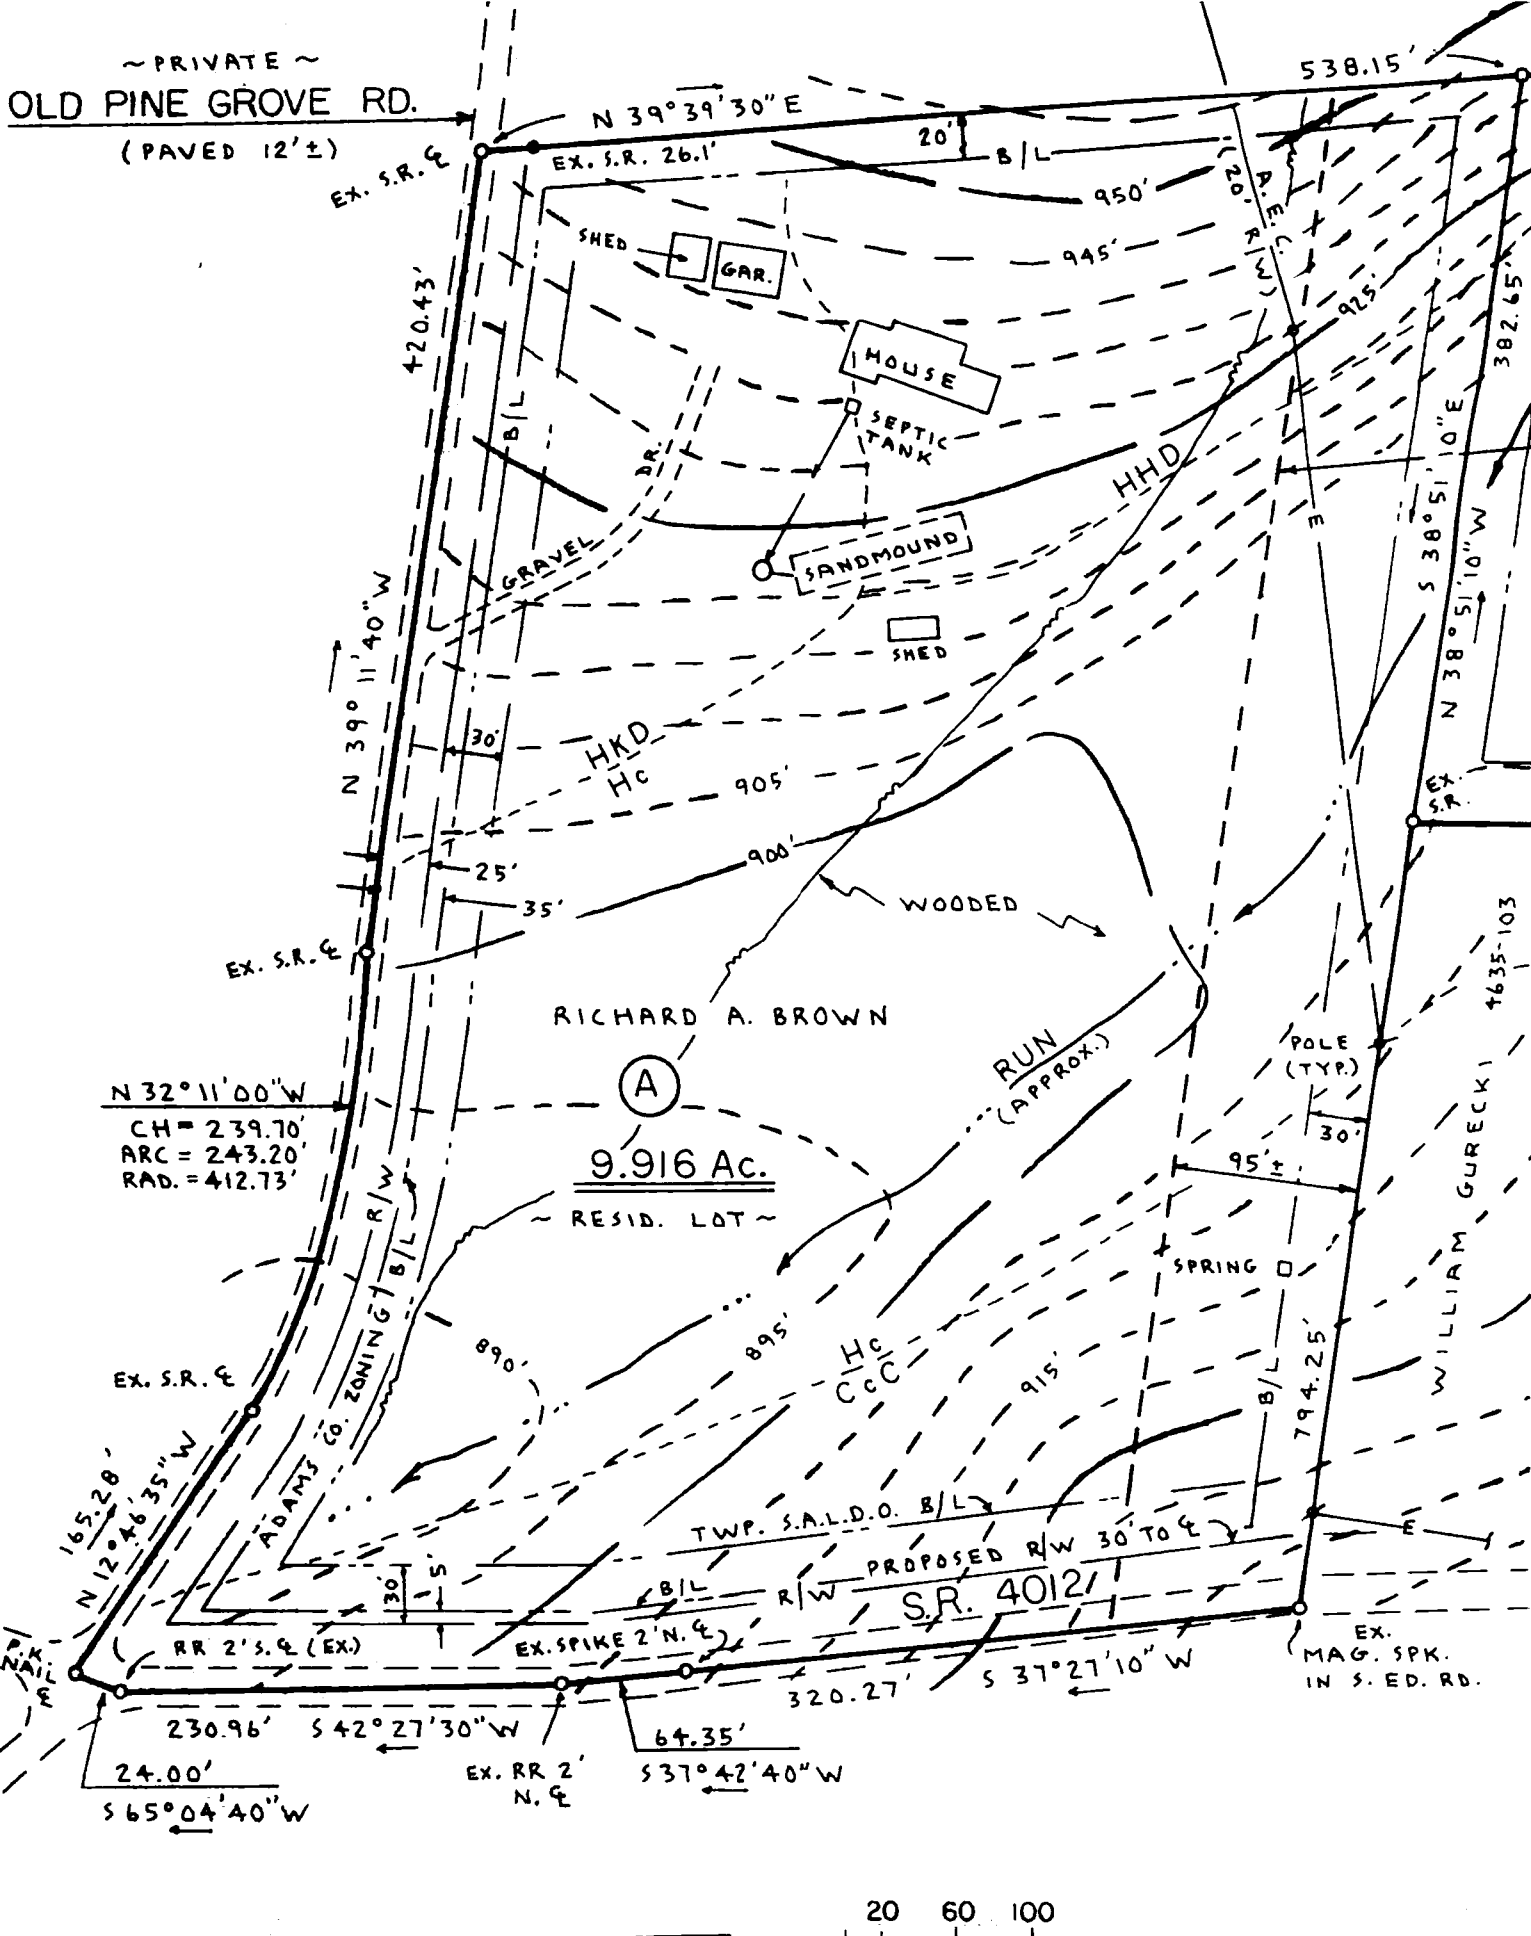 ~ PRIVATE ~
OLD PINE GROVE RD.
(PAVED 12'±)
EX. S.R. ℄
N 39°39'30" E
538.15'
EX. S.R. 26.1'
20'
B/L
950'
A.E.C.
(20' R/W)
SHED
GAR.
945'
925'
382.65'
420.43'
HOUSE
B/L
SEPTIC
TANK
DR.
HHD
E
S 38°51'10" E
N 38°51'10" W
GRAVEL
SANDMOUND
SHED
N 39°11'40" W
30'
HKD
Hc
905'
EX.
S.R.
900'
25'
35'
WOODED
4635-103
EX. S.R. ℄
RICHARD A. BROWN
RUN
(APPROX.)
POLE
(TYP.)
A
N 32°11'00" W
CH = 239.70'
ARC = 243.20'
RAD. = 412.73'
30'
9.916 Ac.
95'±
~ RESID. LOT ~
R/W
WILLIAM GURECKI
SPRING
ADAMS CO. ZONING B/L
890'
895'
Hc
CcC
915'
B/L
794.25'
EX. S.R. ℄
165.28'
N 12°46'35" W
TWP. S.A.L.D.O. B/L
PROPOSED R/W 30' TO ℄
E
30'
5'
B/L
R/W
S.R. 4012
P.K.
NAIL
℄
RR 2' S. ℄ (EX.)
EX. SPIKE 2' N. ℄
EX.
MAG. SPK.
IN S. ED. RD.
S 37°27'10" W
320.27'
230.96'
S 42°27'30" W
64.35'
S 37°42'40" W
EX. RR 2'
N. ℄
24.00'
S 65°04'40" W
20 60 100